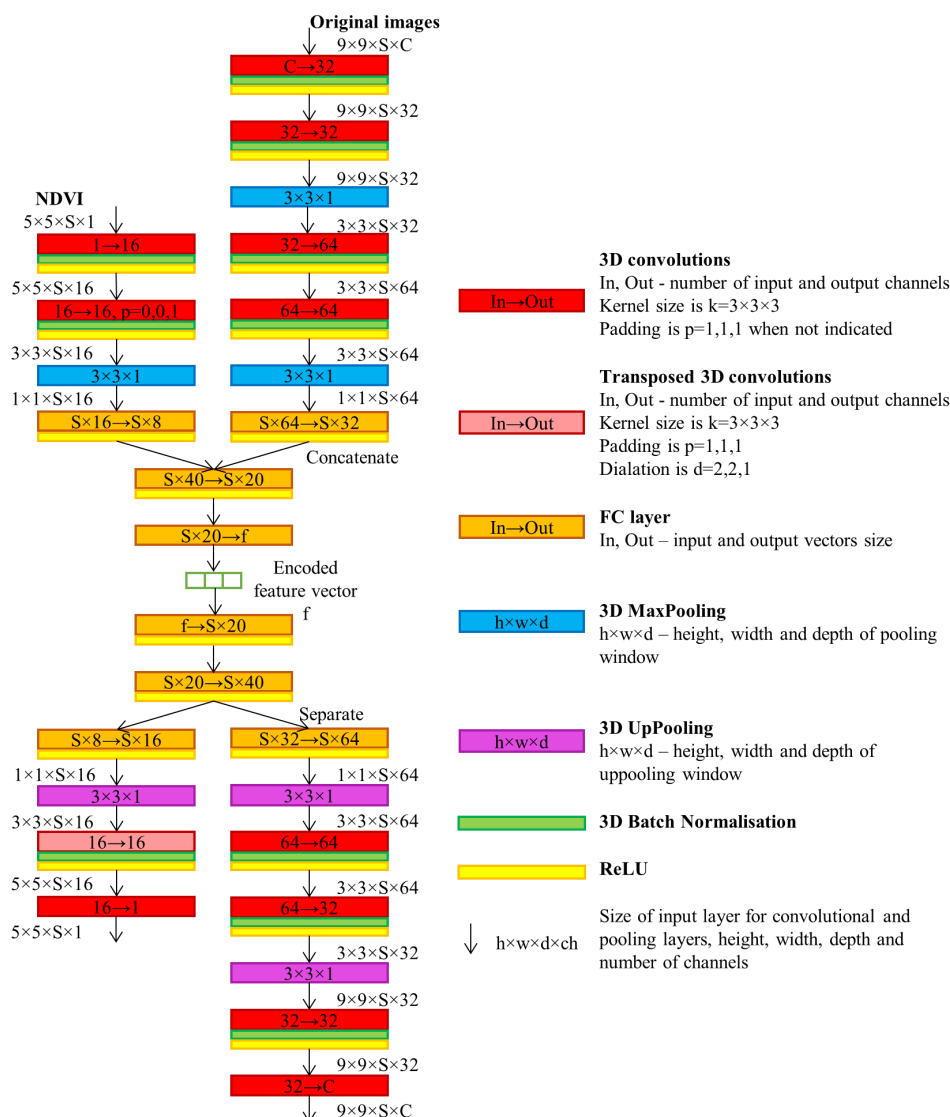 Original images
9×9×S×C
C→32
9×9×S×32
32→32
9×9×S×32
3×3×1
3×3×S×32
32→64
3×3×S×64
64→64
3×3×S×64
3×3×1
1×1×S×64
S×64→S×32
NDVI
5×5×S×1
1→16
5×5×S×16
16→16, p=0,0,1
3×3×S×16
3×3×1
1×1×S×16
S×16→S×8
Concatenate
S×40→S×20
S×20→f
Encoded
feature vector
f
f→S×20
S×20→S×40
Separate
S×8→S×16
1×1×S×16
3×3×1
3×3×S×16
16→16
5×5×S×16
16→1
5×5×S×1
S×32→S×64
1×1×S×64
3×3×1
3×3×S×64
64→64
3×3×S×64
64→32
3×3×S×32
3×3×1
9×9×S×32
32→32
9×9×S×32
32→C
9×9×S×C
In→Out
3D convolutions
In, Out - number of input and output channels
Kernel size is k=3×3×3
Padding is p=1,1,1 when not indicated
In→Out
Transposed 3D convolutions
In, Out - number of input and output channels
Kernel size is k=3×3×3
Padding is p=1,1,1
Dialation is d=2,2,1
In→Out
FC layer
In, Out – input and output vectors size
h×w×d
3D MaxPooling
h×w×d – height, width and depth of pooling
window
h×w×d
3D UpPooling
h×w×d – height, width and depth of
uppooling window
3D Batch Normalisation
ReLU
h×w×d×ch
Size of input layer for convolutional and
pooling layers, height, width, depth and
number of channels